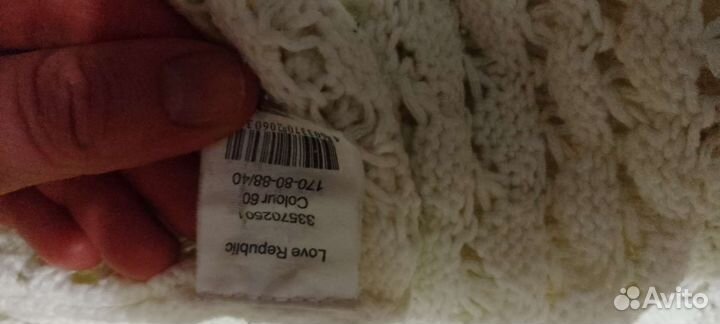 Love Republic
335702501
Colour 60
170-80-88/40
Avito